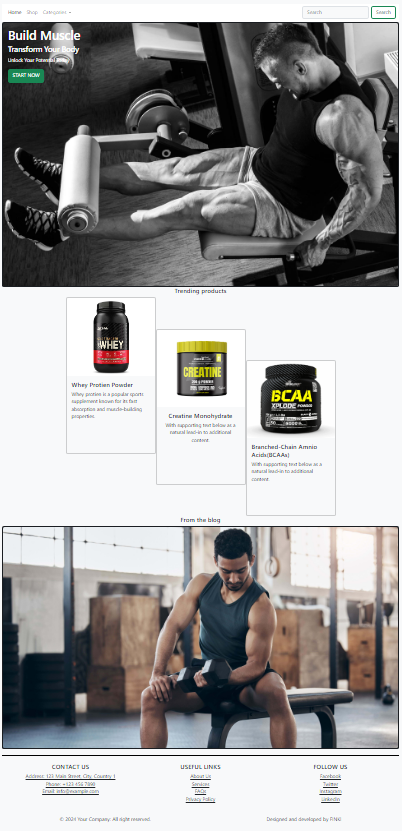 Home Shop Categories
Search
Search
Build Muscle
Transform Your Body
Unlock Your Potential Today
START NOW
Trending products
WHEY
CREATINE
BCAA
XPLODE POWDER
Whey Protien Powder
Whey protein is a popular sports
supplement known for its fast
absorption and muscle-building
properties.
Creatine Monohydrate
With supporting text below as a
natural lead-in to additional
content
Branched-Chain Amnio
Acids(BCAAs)
With supporting text below as a
natural lead-in to additional
content
From the blog
CONTACT US
Address: 123 Main Street, City, Country 1
Phone: +123 456 7890
Email: info@example.com
USEFUL LINKS
About Us
Services
FAQs
Privacy Policy
FOLLOW US
Facebook
Twitter
Instagram
LinkedIn
© 2024 Your Company. All right reserved.
Designed and developed by FINKI